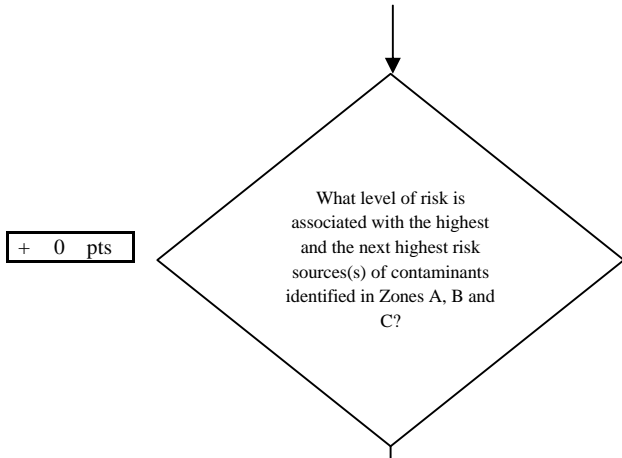 What level of risk is
associated with the highest
and the next highest risk
sources(s) of contaminants
identified in Zones A, B and
C?
+ 0 pts